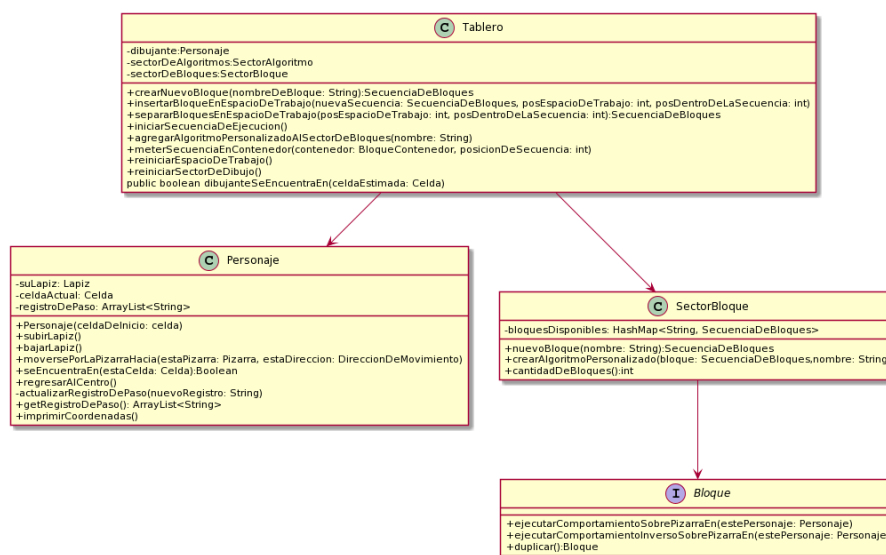 C Tablero
-dibujante:Personaje
-sectorDeAlgoritmos:SectorAlgoritmo
-sectorDeBloques:SectorBloque
+crearNuevoBloque(nombreDeBloque: String):SecuenciaDeBloques
+insertarBloqueEnEspacioDeTrabajo(nuevaSecuencia: SecuenciaDeBloques, posEspacioDeTrabajo: int, posDentroDeLaSecuencia: int)
+separarBloquesEnEspacioDeTrabajo(posEspacioDeTrabajo: int, posDentroDeLaSecuencia: int):SecuenciaDeBloques
+iniciarSecuenciaDeEjecucion()
+agregarAlgoritmoPersonalizadoAlSectorDeBloques(nombre: String)
+meterSecuenciaEnContenedor(contenedor: BloqueContenedor, posicionDeSecuencia: int)
+reiniciarEspacioDeTrabajo()
+reiniciarSectorDeDibujo()
public boolean dibujanteSeEncuentraEn(celdaEstimada: Celda)
C Personaje
-suLapiz: Lapiz
-celdaActual: Celda
-registroDePaso: ArrayList<String>
+Personaje(celdaDeInicio: celda)
+subirLapiz()
+bajarLapiz()
+moversePorLaPizarraHacia(estaPizarra: Pizarra, estaDireccion: DireccionDeMovimiento)
+seEncuentraEn(estaCelda: Celda):Boolean
+regresarAlCentro()
-actualizarRegistroDePaso(nuevoRegistro: String)
+getRegistroDePaso(): ArrayList<String>
+imprimirCoordenadas()
C SectorBloque
-bloquesDisponibles: HashMap<String, SecuenciaDeBloques>
+nuevoBloque(nombre: String):SecuenciaDeBloques
+crearAlgoritmoPersonalizado(bloque: SecuenciaDeBloques,nombre: String
+cantidadDeBloques():int
I Bloque
+ejecutarComportamientoSobrePizarraEn(estePersonaje: Personaje)
+ejecutarComportamientoInversoSobrePizarraEn(estePersonaje: Personaje
+duplicar():Bloque